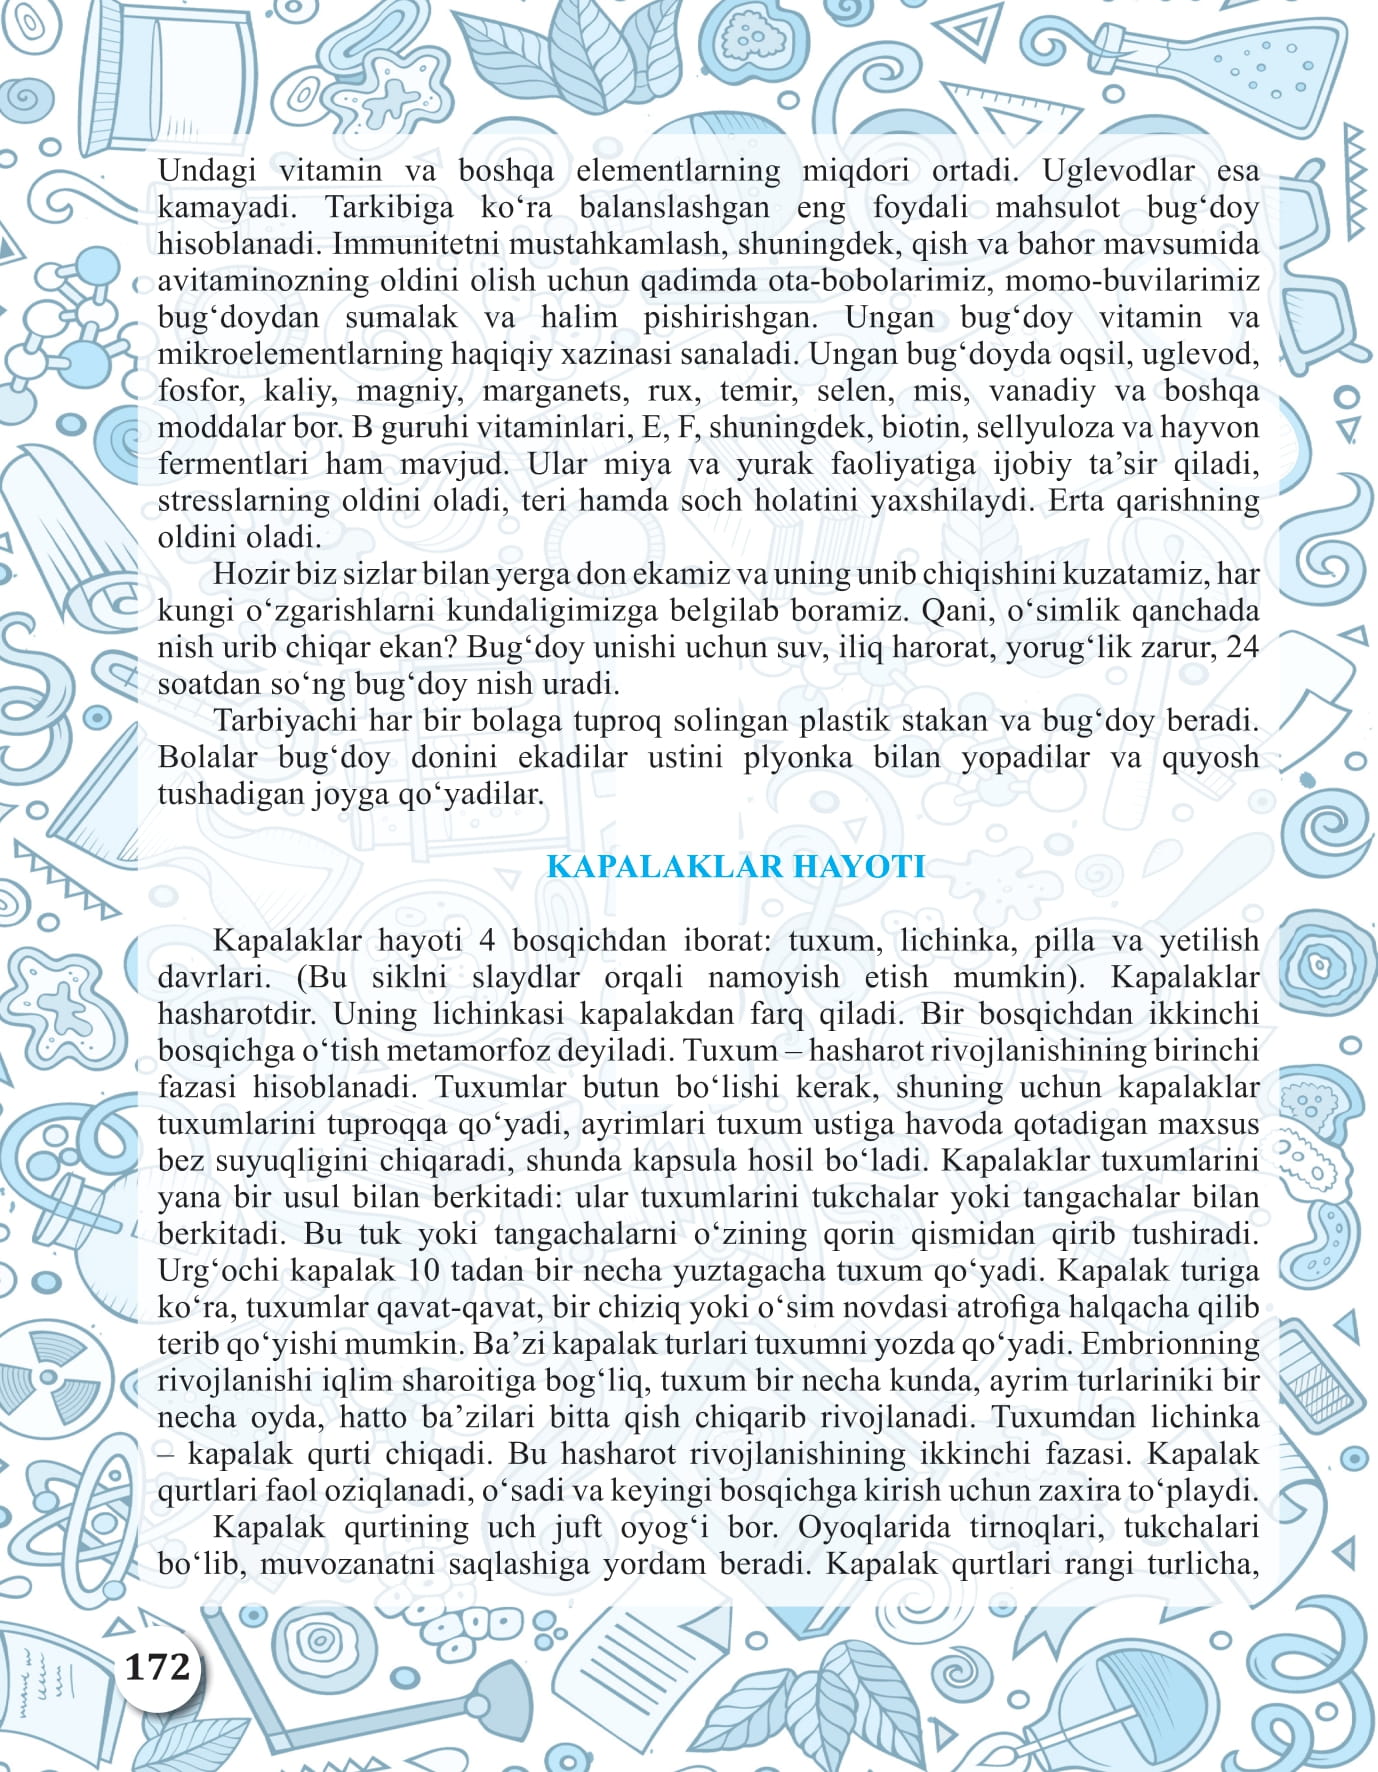 Undagi vitamin va boshqa elementlarning miqdori ortadi. Uglevodlar esa
kamayadi. Tarkibiga ko‘ra balanslashgan eng foydali mahsulot bug‘doy
hisoblanadi. Immunitetni mustahkamlash, shuningdek, qish va bahor mavsumida
avitaminozning oldini olish uchun qadimda ota-bobolarimiz, momo-buvilarimiz
bug‘doydan sumalak va halim pishirishgan. Ungan bug‘doy vitamin va
mikroelementlarning haqiqiy xazinasi sanaladi. Ungan bug‘doyda oqsil, uglevod,
fosfor, kaliy, magniy, marganets, rux, temir, selen, mis, vanadiy va boshqa
moddalar bor. B guruhi vitaminlari, E, F, shuningdek, biotin, sellyuloza va hayvon
fermentlari ham mavjud. Ular miya va yurak faoliyatiga ijobiy ta’sir qiladi,
stresslarning oldini oladi, teri hamda soch holatini yaxshilaydi. Erta qarishning
oldini oladi.
Hozir biz sizlar bilan yerga don ekamiz va uning unib chiqishini kuzatamiz, har
kungi o‘zgarishlarni kundaligimizga belgilab boramiz. Qani, o‘simlik qanchada
nish urib chiqar ekan? Bug‘doy unishi uchun suv, iliq harorat, yorug‘lik zarur, 24
soatdan so‘ng bug‘doy nish uradi.
Tarbiyachi har bir bolaga tuproq solingan plastik stakan va bug‘doy beradi.
Bolalar bug‘doy donini ekadilar ustini plyonka bilan yopadilar va quyosh
tushadigan joyga qo‘yadilar.
KAPALAKLAR HAYOTI
Kapalaklar hayoti 4 bosqichdan iborat: tuxum, lichinka, pilla va yetilish
davrlari. (Bu siklni slaydlar orqali namoyish etish mumkin). Kapalaklar
hasharotdir. Uning lichinkasi kapalakdan farq qiladi. Bir bosqichdan ikkinchi
bosqichga o‘tish metamorfoz deyiladi. Tuxum – hasharot rivojlanishining birinchi
fazasi hisoblanadi. Tuxumlar butun bo‘lishi kerak, shuning uchun kapalaklar
tuxumlarini tuproqqa qo‘yadi, ayrimlari tuxum ustiga havoda qotadigan maxsus
bez suyuqligini chiqaradi, shunda kapsula hosil bo‘ladi. Kapalaklar tuxumlarini
yana bir usul bilan berkitadi: ular tuxumlarini tukchalar yoki tangachalar bilan
berkitadi. Bu tuk yoki tangachalarni o‘zining qorin qismidan qirib tushiradi.
Urg‘ochi kapalak 10 tadan bir necha yuztagacha tuxum qo‘yadi. Kapalak turiga
ko‘ra, tuxumlar qavat-qavat, bir chiziq yoki o‘sim novdasi atrofiga halqacha qilib
terib qo‘yishi mumkin. Ba’zi kapalak turlari tuxumni yozda qo‘yadi. Embrionning
rivojlanishi iqlim sharoitiga bog‘liq, tuxum bir necha kunda, ayrim turlariniki bir
necha oyda, hatto ba’zilari bitta qish chiqarib rivojlanadi. Tuxumdan lichinka
– kapalak qurti chiqadi. Bu hasharot rivojlanishining ikkinchi fazasi. Kapalak
qurtlari faol oziqlanadi, o‘sadi va keyingi bosqichga kirish uchun zaxira to‘playdi.
Kapalak qurtining uch juft oyog‘i bor. Oyoqlarida tirnoqlari, tukchalari
bo‘lib, muvozanatni saqlashiga yordam beradi. Kapalak qurtlari rangi turlicha,
172